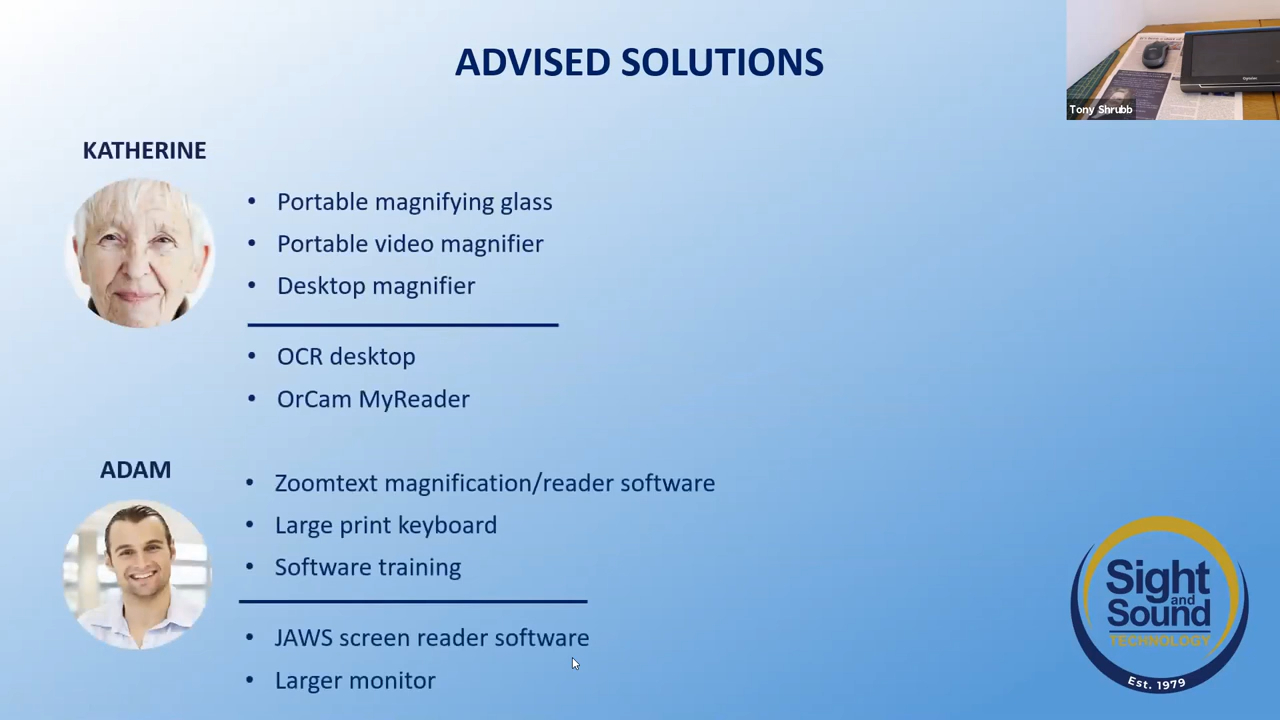 ADVISED SOLUTIONS
Tony Shrubb
KATHERINE
• Portable magnifying glass
• Portable video magnifier
• Desktop magnifier
• OCR desktop
• OrCam MyReader
ADAM
• Zoomtext magnification/reader software
• Large print keyboard
• Software training
• JAWS screen reader software
• Larger monitor
Sight
and
Sound
TECHNOLOGY
Est. 1979